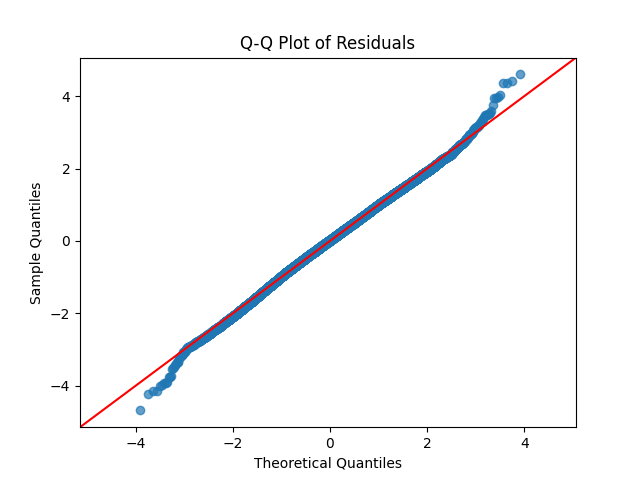 Q-Q Plot of Residuals
4
2
0
−2
−4
Sample Quantiles
−4 −2 0 2 4
Theoretical Quantiles